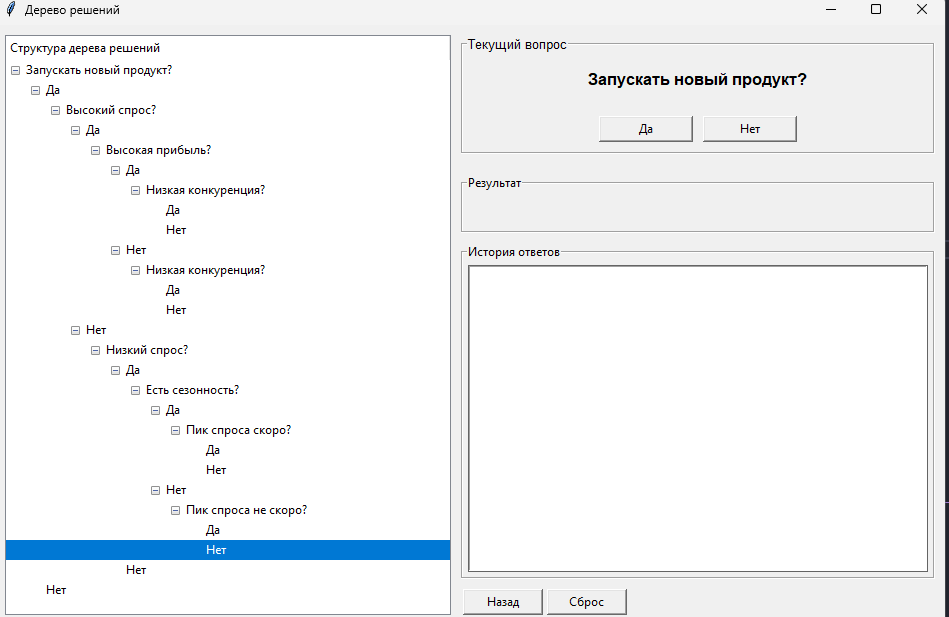 Дерево решений
Структура дерева решений
Запускать новый продукт?
Да
Высокий спрос?
Да
Высокая прибыль?
Да
Низкая конкуренция?
Да
Нет
Нет
Низкая конкуренция?
Да
Нет
Нет
Низкий спрос?
Да
Есть сезонность?
Да
Пик спроса скоро?
Да
Нет
Нет
Пик спроса не скоро?
Да
Нет
Нет
Нет
Текущий вопрос
Запускать новый продукт?
Да Нет
Результат
История ответов
Назад Сброс